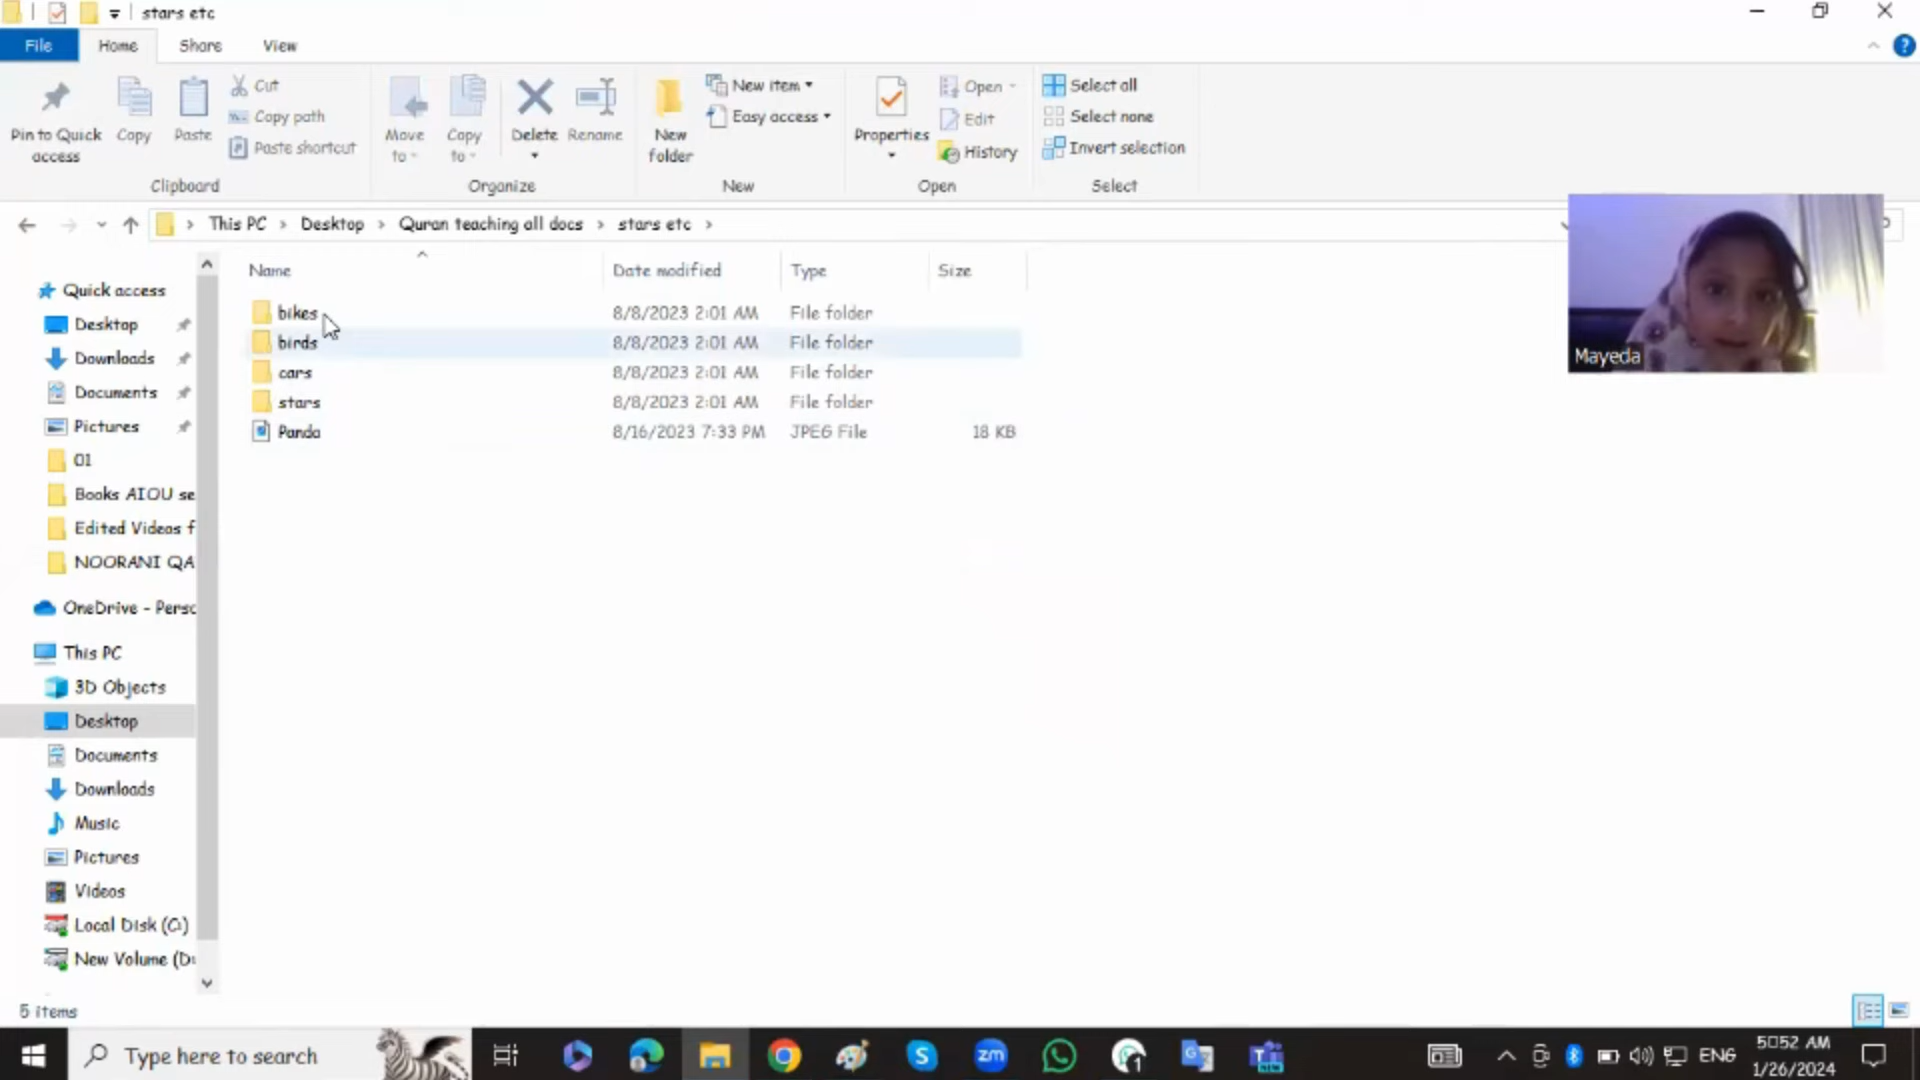 stars etc
File Home Share View
Pin to Quick access Copy Paste Cut Copy path Paste shortcut Move to Copy to Delete Rename New folder New item Easy access Properties Open Edit History Select all Select none Invert selection
Clipboard Organize New Open Select
This PC > Desktop > Quran teaching all docs > stars etc >
Name Date modified Type Size
bikes 8/8/2023 2:01 AM File folder
birds 8/8/2023 2:01 AM File folder
cars 8/8/2023 2:01 AM File folder
stars 8/8/2023 2:01 AM File folder
Panda 8/16/2023 7:33 PM JPEG File 18 KB
Mayeda
Quick access
Desktop
Downloads
Documents
Pictures
01
Books AIOU se
Edited Videos f
NOORANI QA
OneDrive - Perso
This PC
3D Objects
Desktop
Documents
Downloads
Music
Pictures
Videos
Local Disk (C:)
New Volume (D:
5 items
Type here to search
zm
1
ENG
5:52 AM
1/26/2024